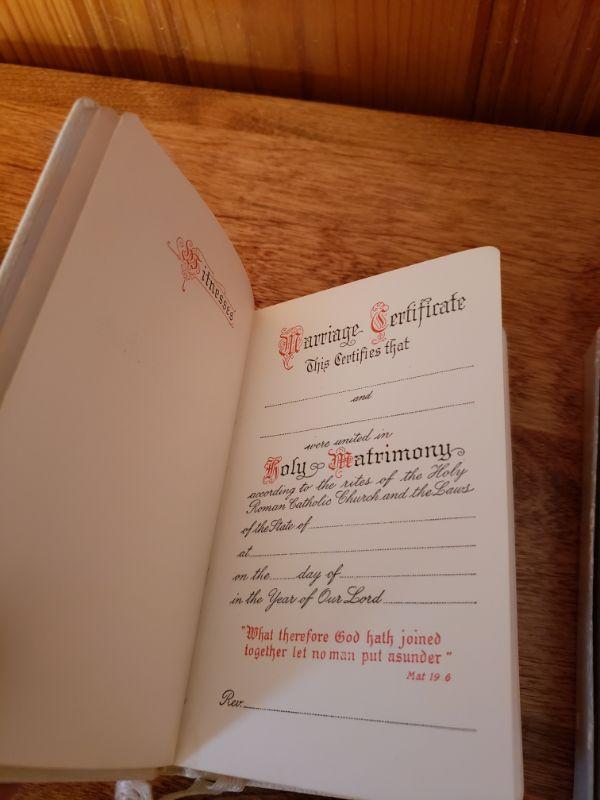 Witnesses
Marriage Certificate
This Certifies that
and
were united in
Holy Matrimony
according to the rites of the Holy
Roman Catholic Church and the Laws
of the State of
at
on the day of
in the Year of Our Lord
"What therefore God hath joined
together let no man put asunder"
Mat 19 6
Rev.